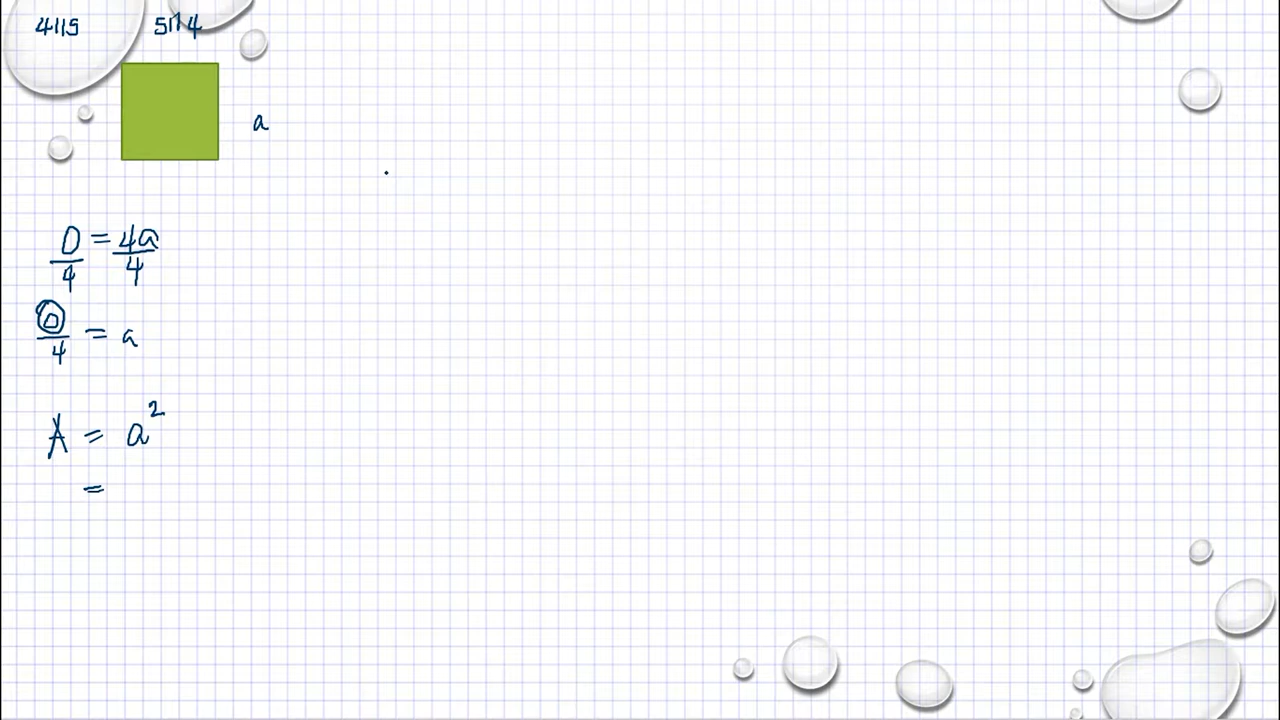 4115 5114
a
O = 4a
4 4
O = a
4
A = a²
=